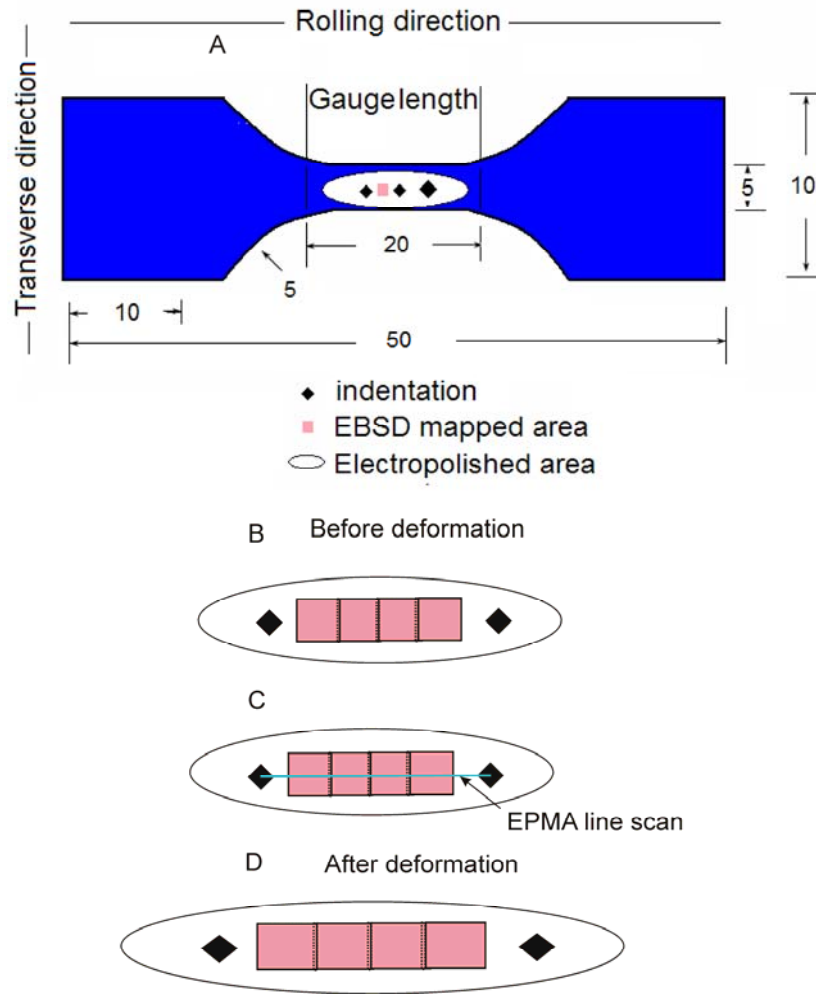 Rolling direction
A
Transverse direction
Gauge length
5
10
20
5
10
50
indentation
EBSD mapped area
Electropolished area
B
Before deformation
C
EPMA line scan
D
After deformation